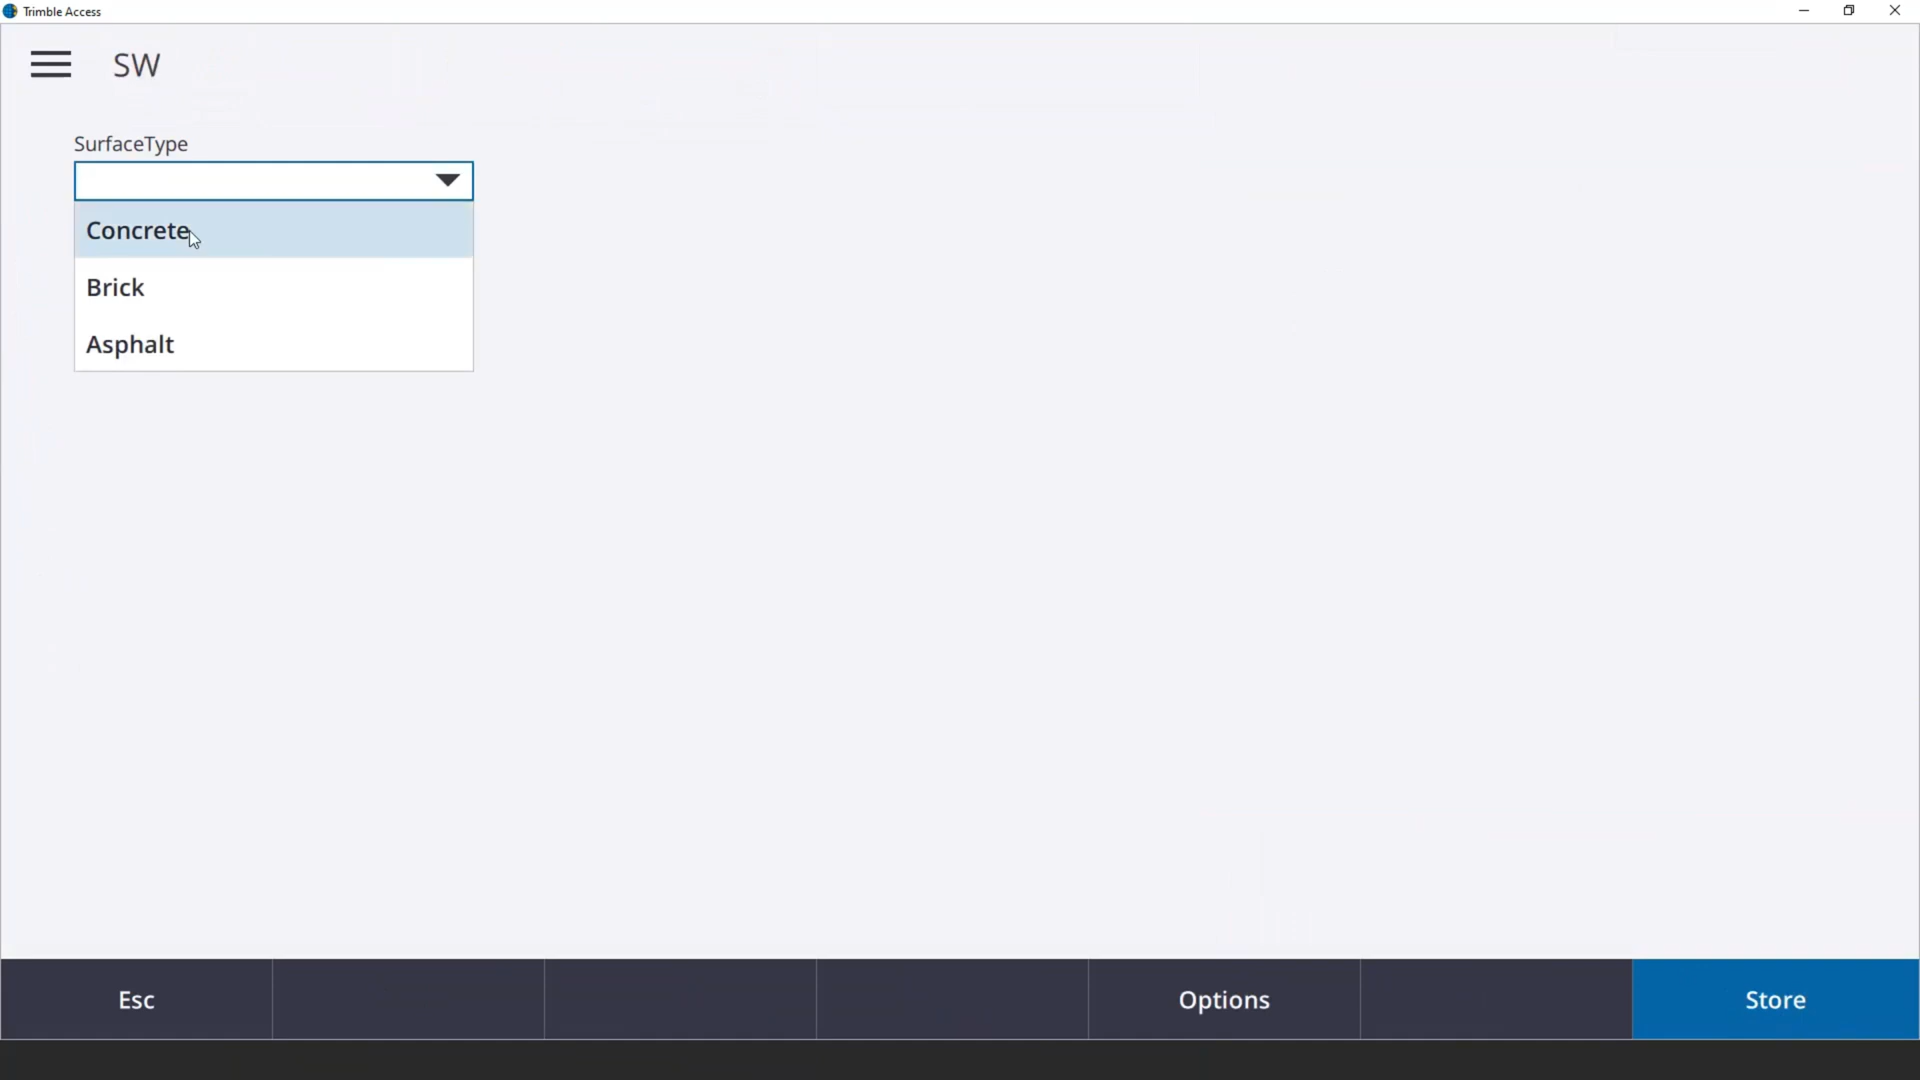 Trimble Access
SW
SurfaceType
Concrete
Brick
Asphalt
Esc
Options
Store